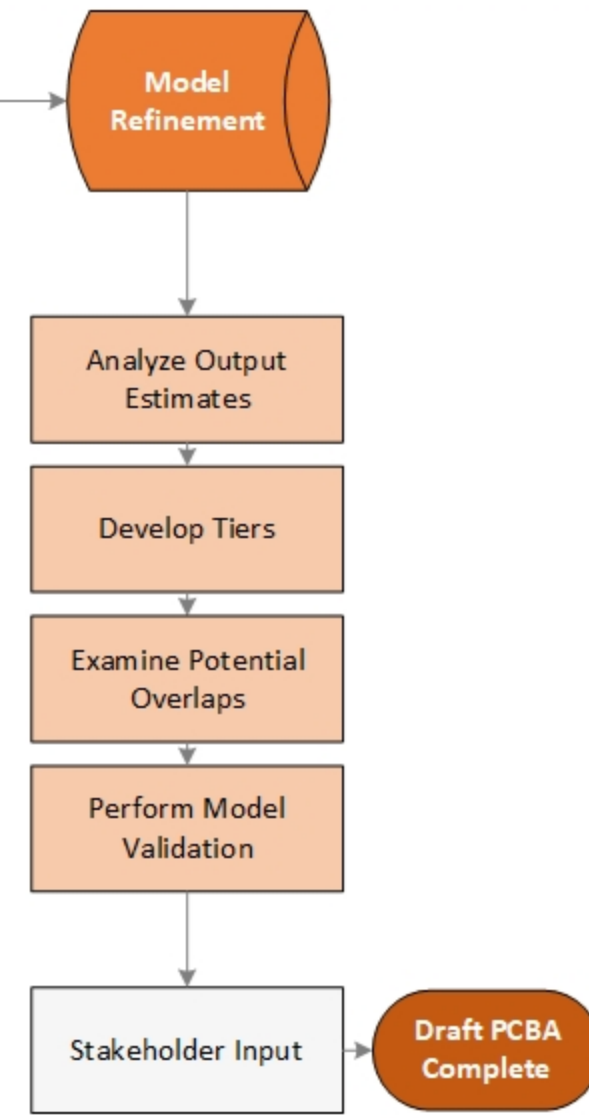 Model
Refinement
Analyze Output
Estimates
Develop Tiers
Examine Potential
Overlaps
Perform Model
Validation
Stakeholder Input
Draft PCBA
Complete